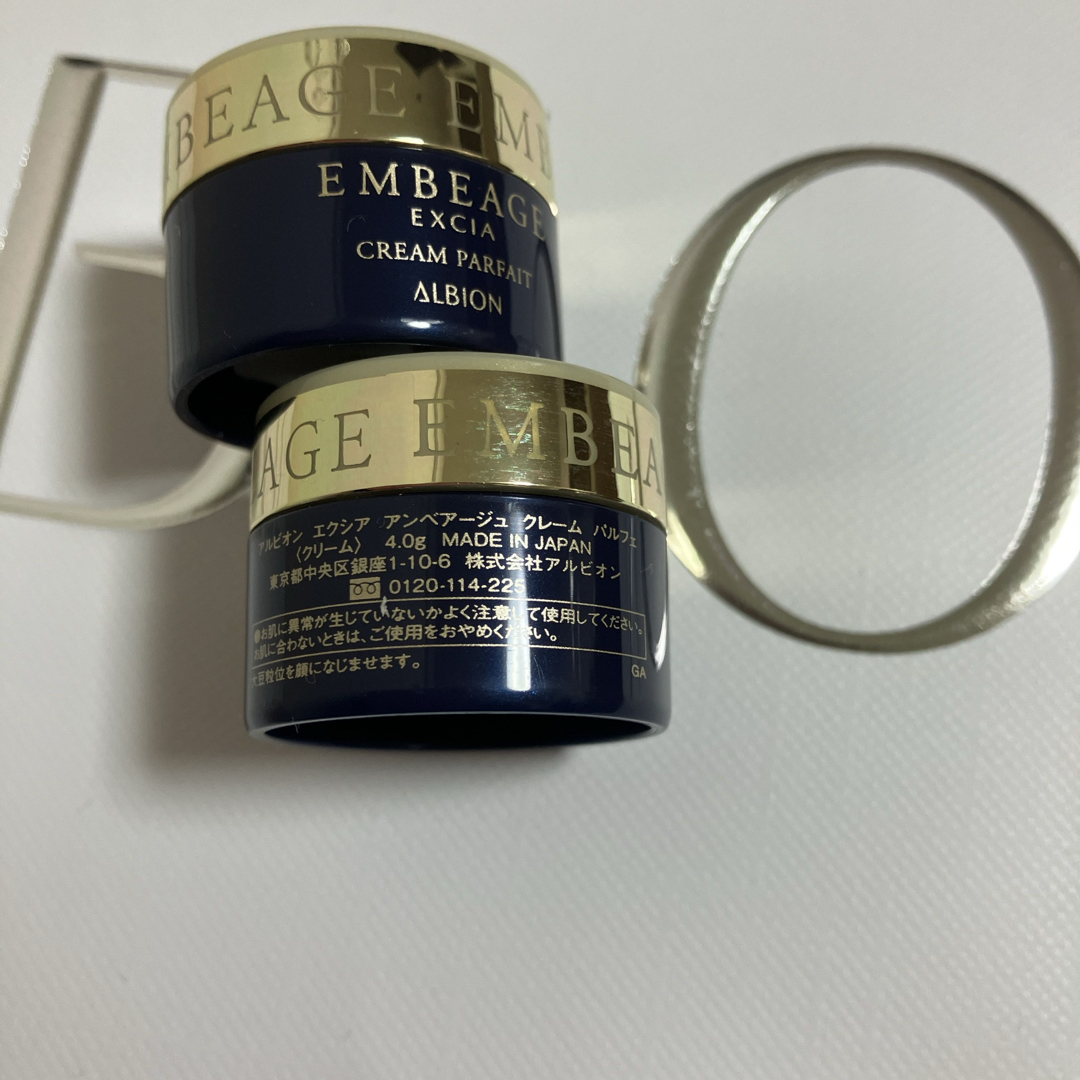 BEAGE EMB
EMBEAGE
EXCIA
CREAM PARFAIT
ALBION
AGE EMBEA
アルビオン エクシア アンベアージュ クレーム パルフェ
〈クリーム〉 4.0g MADE IN JAPAN
東京都中央区銀座1-10-6 株式会社アルビオン
0120-114-225
●お肌に異常が生じていないかよく注意して使用してください。
お肌に合わないときは、ご使用をおやめください。
大豆粒位を顔になじませます。
GA